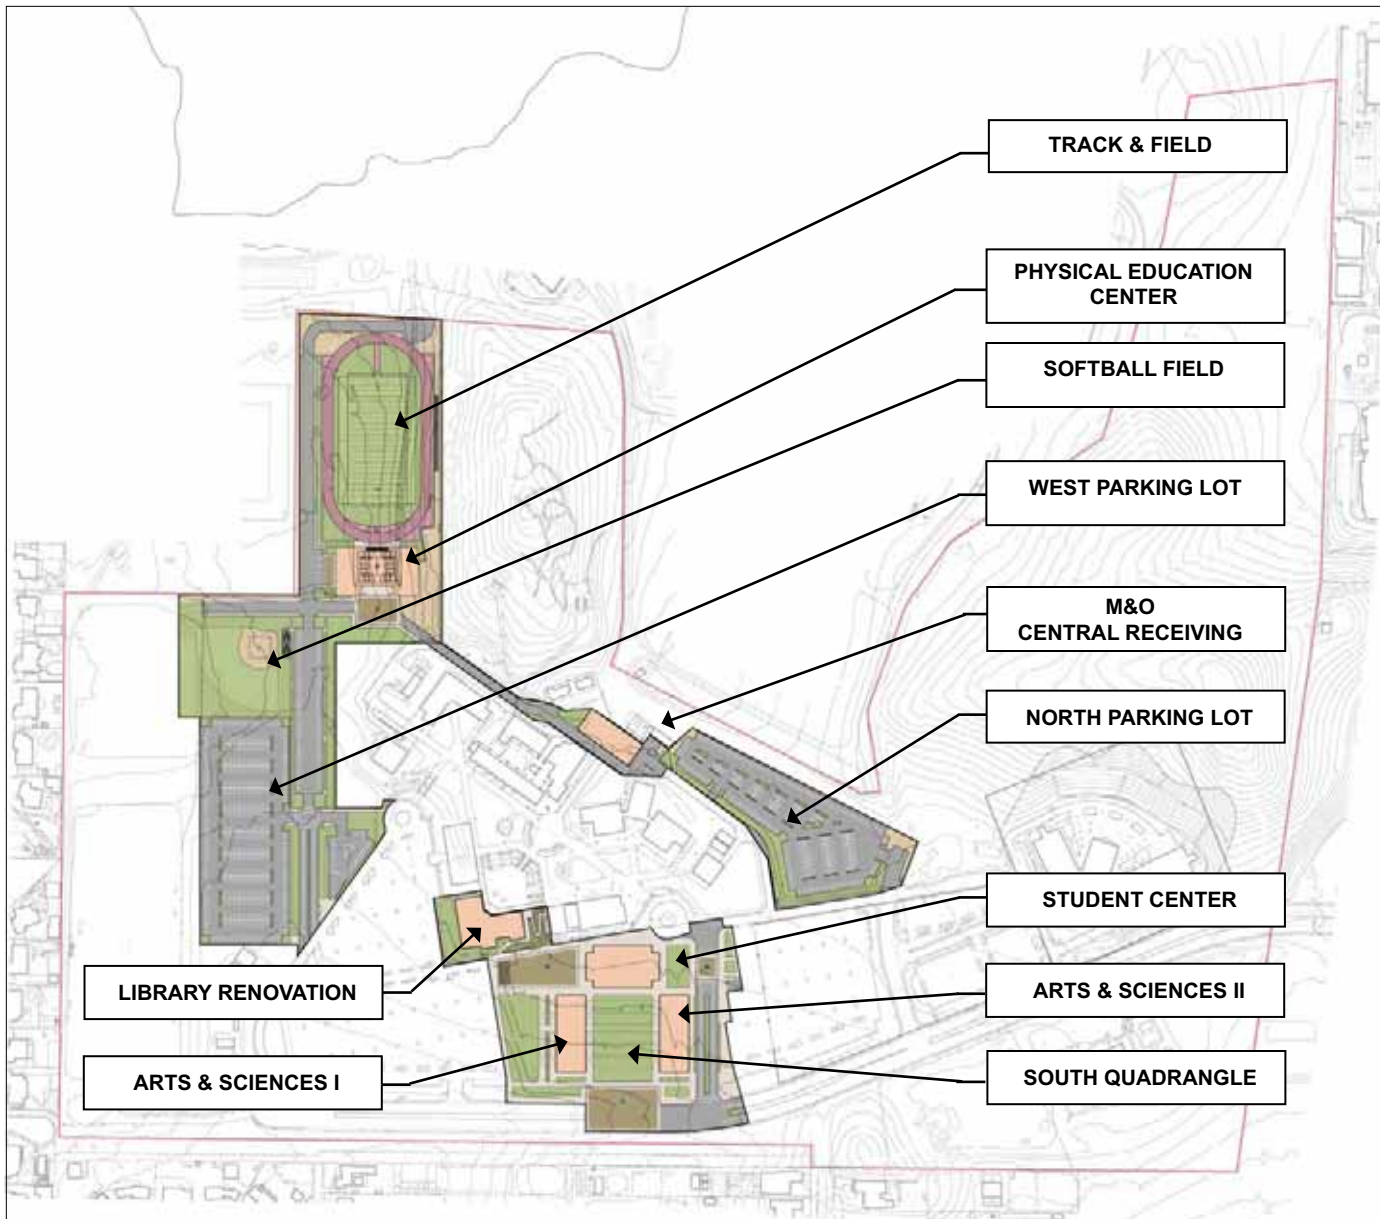 TRACK & FIELD
PHYSICAL EDUCATION
CENTER
SOFTBALL FIELD
WEST PARKING LOT
M&O
CENTRAL RECEIVING
NORTH PARKING LOT
STUDENT CENTER
LIBRARY RENOVATION
ARTS & SCIENCES II
ARTS & SCIENCES I
SOUTH QUADRANGLE